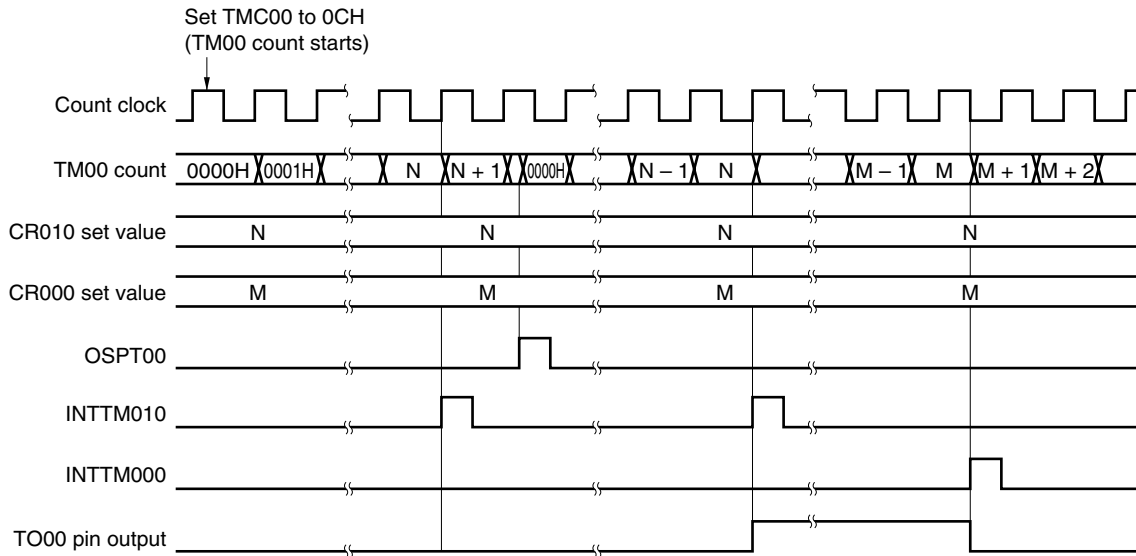 Set TMC00 to 0CH
(TM00 count starts)
Count clock
TM00 count 0000H 0001H N N + 1 0000H N − 1 N M − 1 M M + 1 M + 2
CR010 set value N N N N
CR000 set value M M M M
OSPT00
INTTM010
INTTM000
TO00 pin output